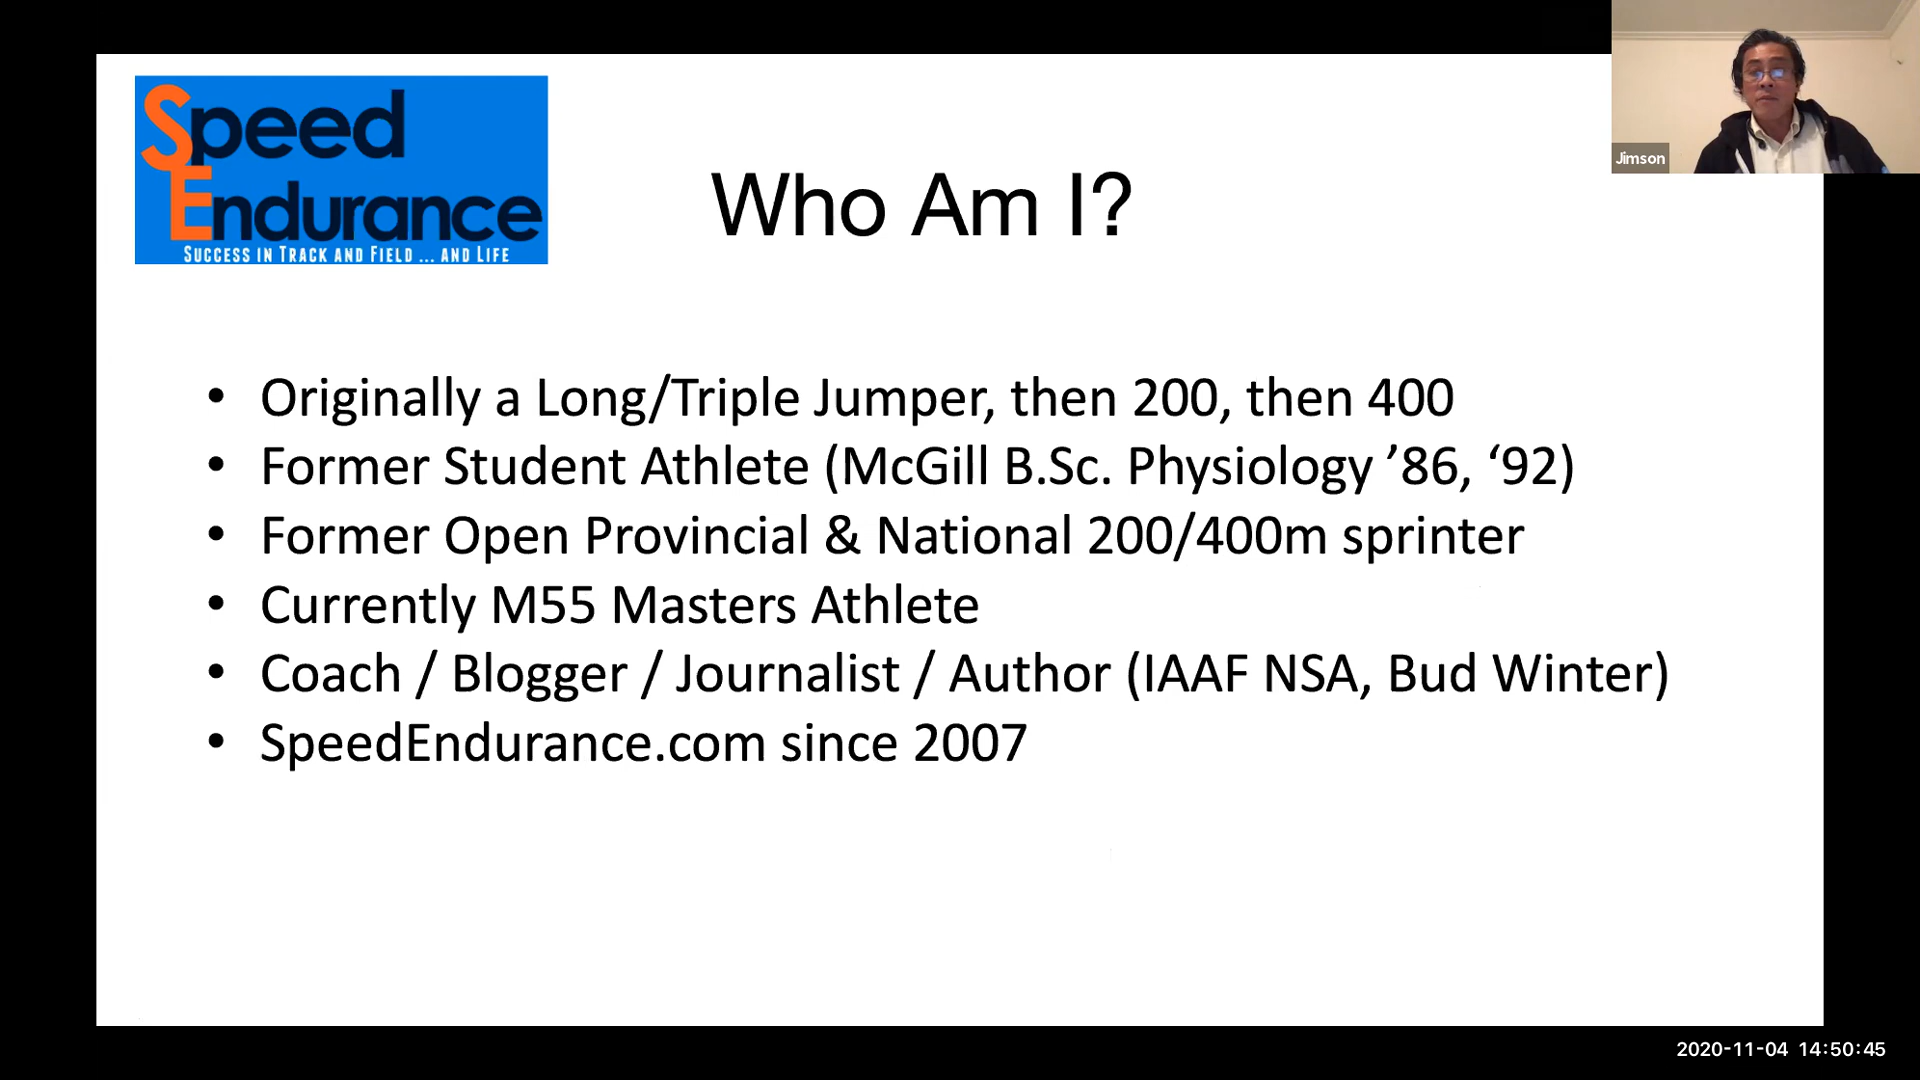 Speed
Endurance
SUCCESS IN TRACK AND FIELD ... AND LIFE
Jimson
Who Am I?
• Originally a Long/Triple Jumper, then 200, then 400
• Former Student Athlete (McGill B.Sc. Physiology ’86, ‘92)
• Former Open Provincial & National 200/400m sprinter
• Currently M55 Masters Athlete
• Coach / Blogger / Journalist / Author (IAAF NSA, Bud Winter)
• SpeedEndurance.com since 2007
2020-11-04 14:50:45